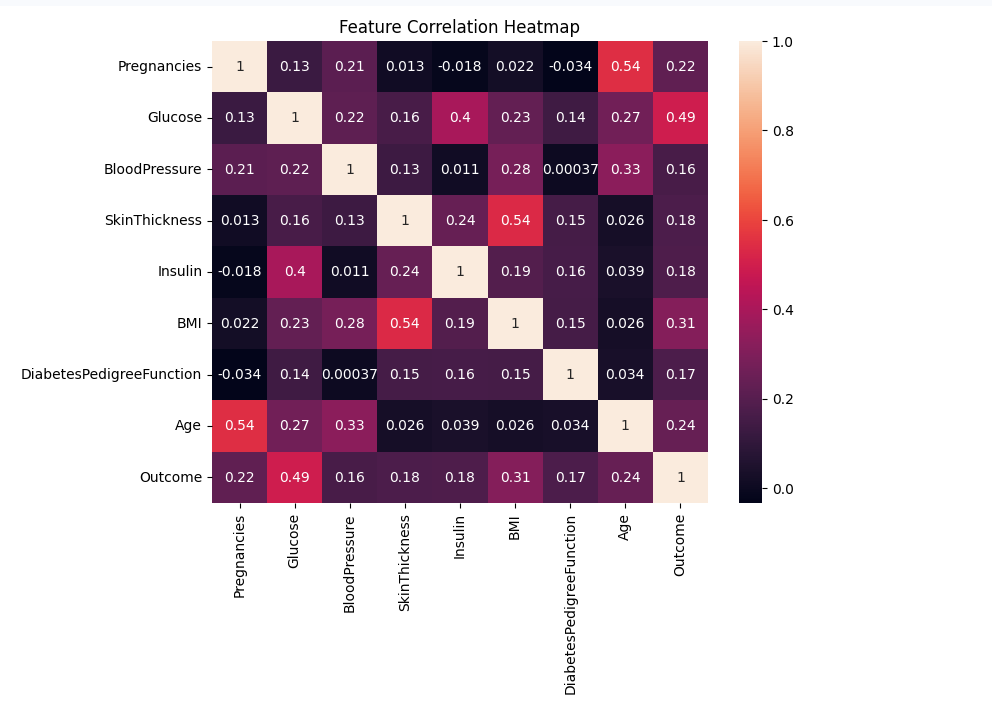 Feature Correlation Heatmap
Pregnancies 1 0.13 0.21 0.013 -0.018 0.022 -0.034 0.54 0.22
Glucose 0.13 1 0.22 0.16 0.4 0.23 0.14 0.27 0.49
BloodPressure 0.21 0.22 1 0.13 0.011 0.28 0.00037 0.33 0.16
SkinThickness 0.013 0.16 0.13 1 0.24 0.54 0.15 0.026 0.18
Insulin -0.018 0.4 0.011 0.24 1 0.19 0.16 0.039 0.18
BMI 0.022 0.23 0.28 0.54 0.19 1 0.15 0.026 0.31
DiabetesPedigreeFunction -0.034 0.14 0.00037 0.15 0.16 0.15 1 0.034 0.17
Age 0.54 0.27 0.33 0.026 0.039 0.026 0.034 1 0.24
Outcome 0.22 0.49 0.16 0.18 0.18 0.31 0.17 0.24 1
Pregnancies
Glucose
BloodPressure
SkinThickness
Insulin
BMI
DiabetesPedigreeFunction
Age
Outcome
1.0
0.8
0.6
0.4
0.2
0.0